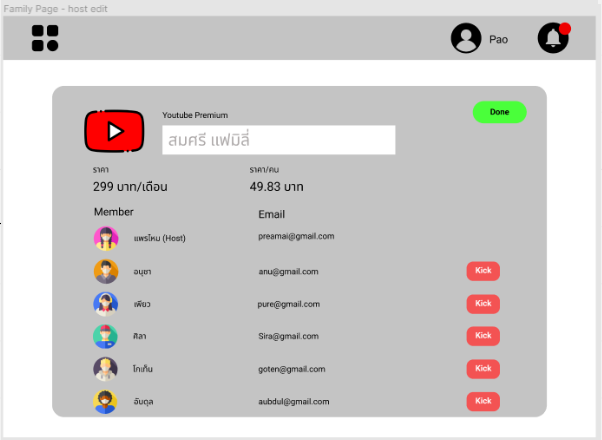 Family Page - host edit
Pao
Youtube Premium
Done
สมศรี แฟมิลี่
ราคา ราคา/คน
299 บาท/เดือน 49.83 บาท
Member Email
แพรไหม (Host) preamai@gmail.com
อนุชา anu@gmail.com Kick
เพียว pure@gmail.com Kick
ศิลา Sira@gmail.com Kick
โกเท็น goten@gmail.com Kick
อับดุล aubdul@gmail.com Kick